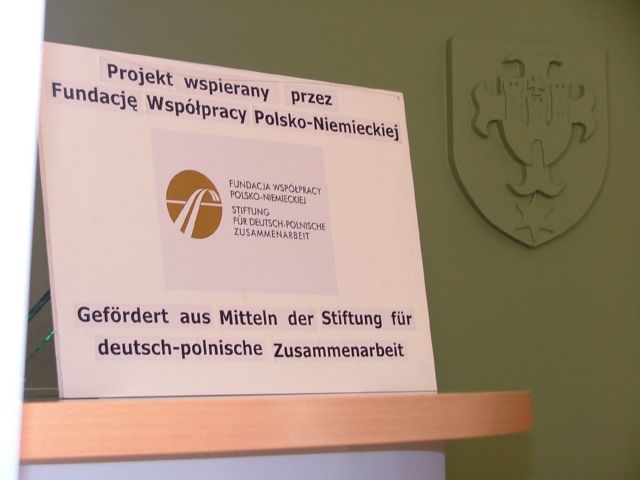 Projekt wspierany przez
Fundację Współpracy Polsko-Niemieckiej
FUNDACJA WSPÓŁPRACY
POLSKO-NIEMIECKIEJ
STIFTUNG
FÜR DEUTSCH-POLNISCHE
ZUSAMMENARBEIT
Gefördert aus Mitteln der Stiftung für
deutsch-polnische Zusammenarbeit